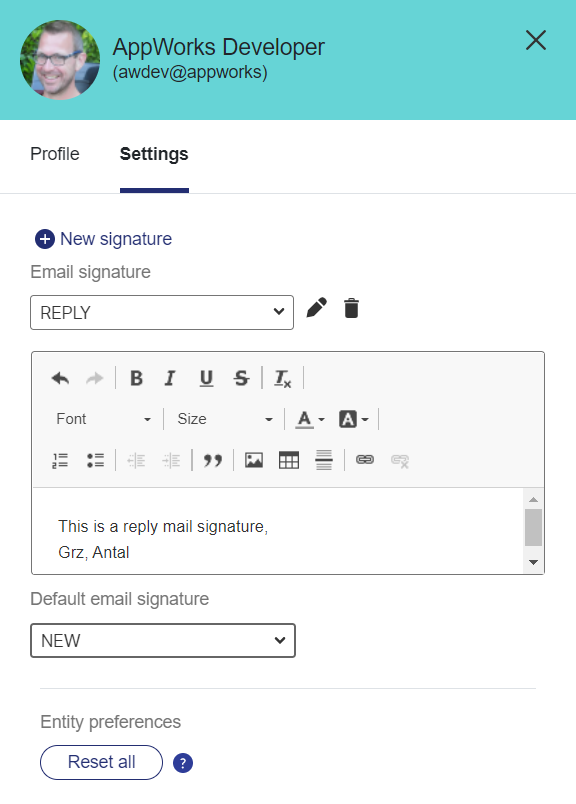 AppWorks Developer
(awdev@appworks)
Profile Settings
New signature
Email signature
REPLY
B I U S Tx
Font Size A A
This is a reply mail signature,
Grz, Antal
Default email signature
NEW
Entity preferences
Reset all ?